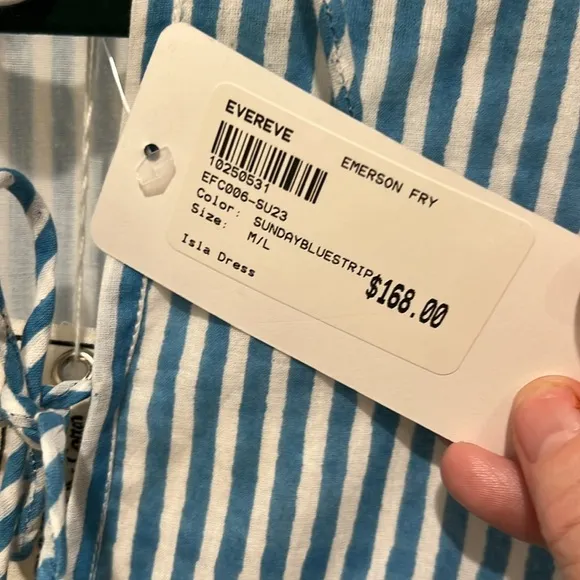 EVEREVE
EMERSON FRY
10250531
EFC006-SU23
Color: SUNDAYBLUESTRIP
Size: M/L
Isla Dress
$168.00